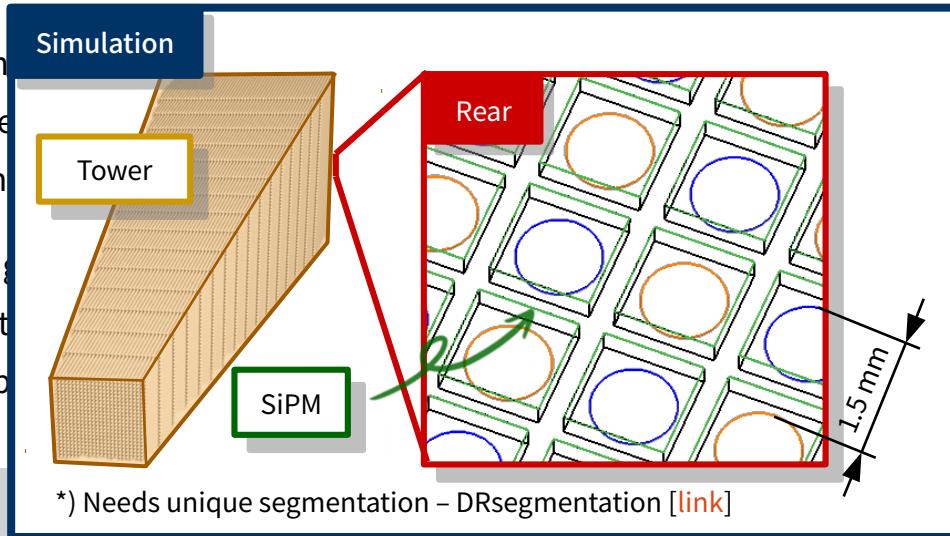 Simulation
Tower
Rear
SiPM
1.5 mm
*) Needs unique segmentation – DRsegmentation [link]